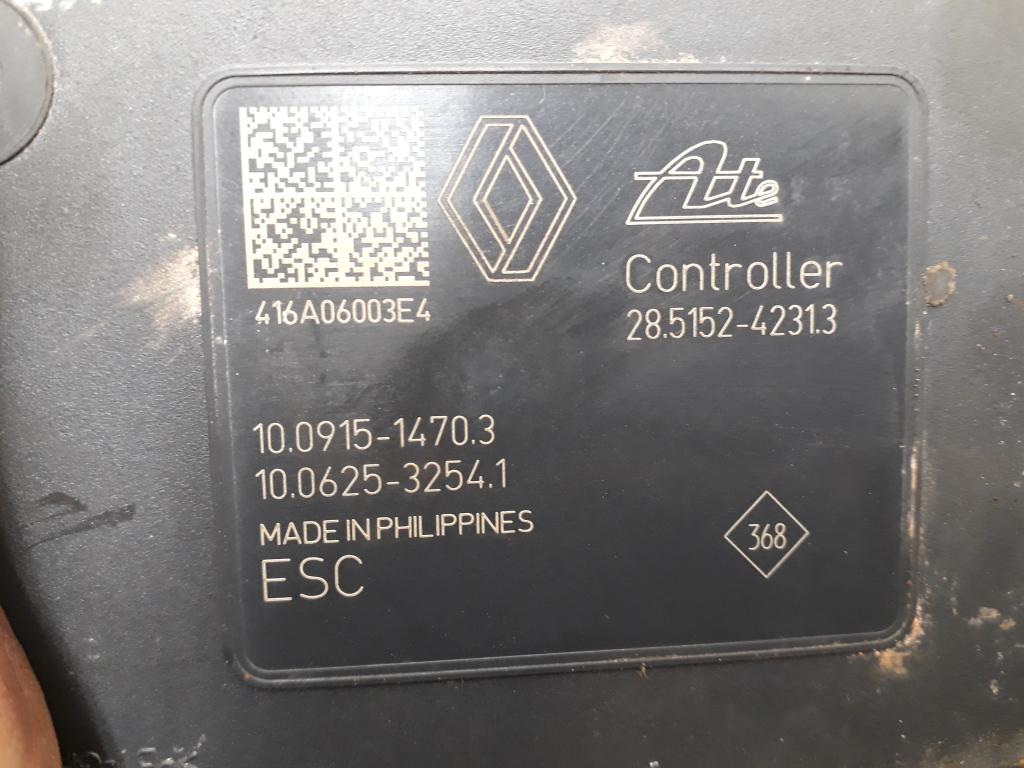 Ate
Controller
28.5152-4231.3
416A06003E4
10.0915-1470.3
10.0625-3254.1
MADE IN PHILIPPINES
ESC
368